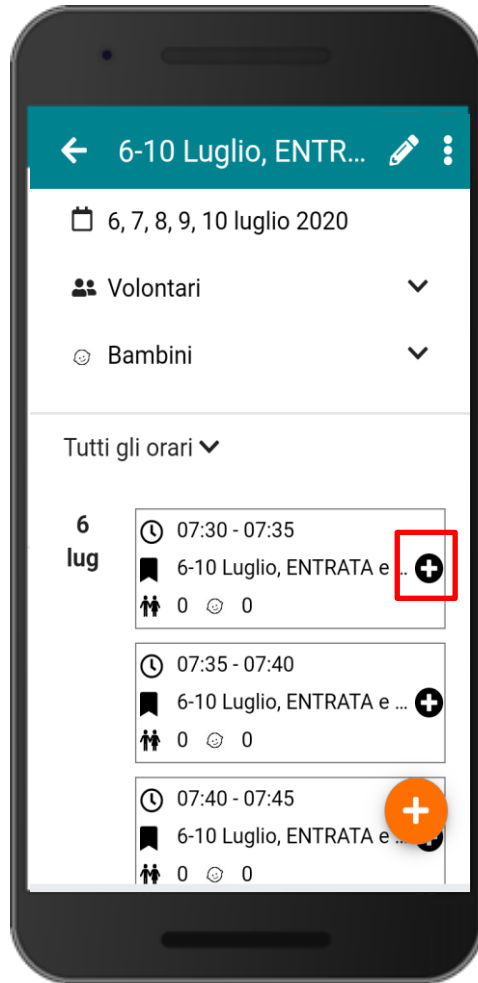 6-10 Luglio, ENTR...
6, 7, 8, 9, 10 luglio 2020
Volontari
Bambini
Tutti gli orari
6
lug
07:30 - 07:35
6-10 Luglio, ENTRATA e ...
0 0
07:35 - 07:40
6-10 Luglio, ENTRATA e ...
0 0
07:40 - 07:45
6-10 Luglio, ENTRATA e ...
0 0